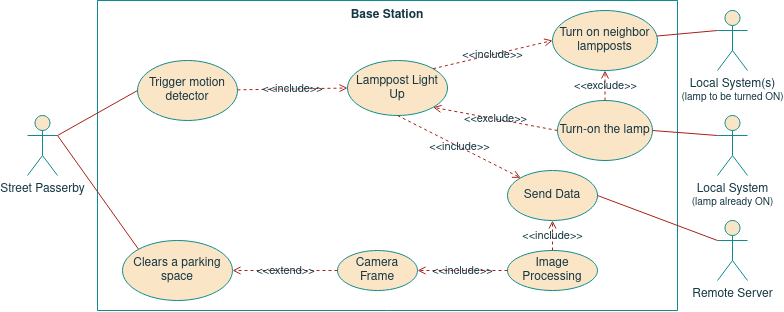 Base Station
Turn on neighbor
lampposts
<<include>>
Trigger motion
detector
<<include>>
Lamppost Light
Up
<<exclude>>
Local System(s)
(lamp to be turned ON)
<<exclude>>
Turn-on the lamp
<<include>>
Street Passerby
Send Data
Local System
(lamp already ON)
<<include>>
Clears a parking
space
<<extend>>
Camera
Frame
<<include>>
Image
Processing
Remote Server